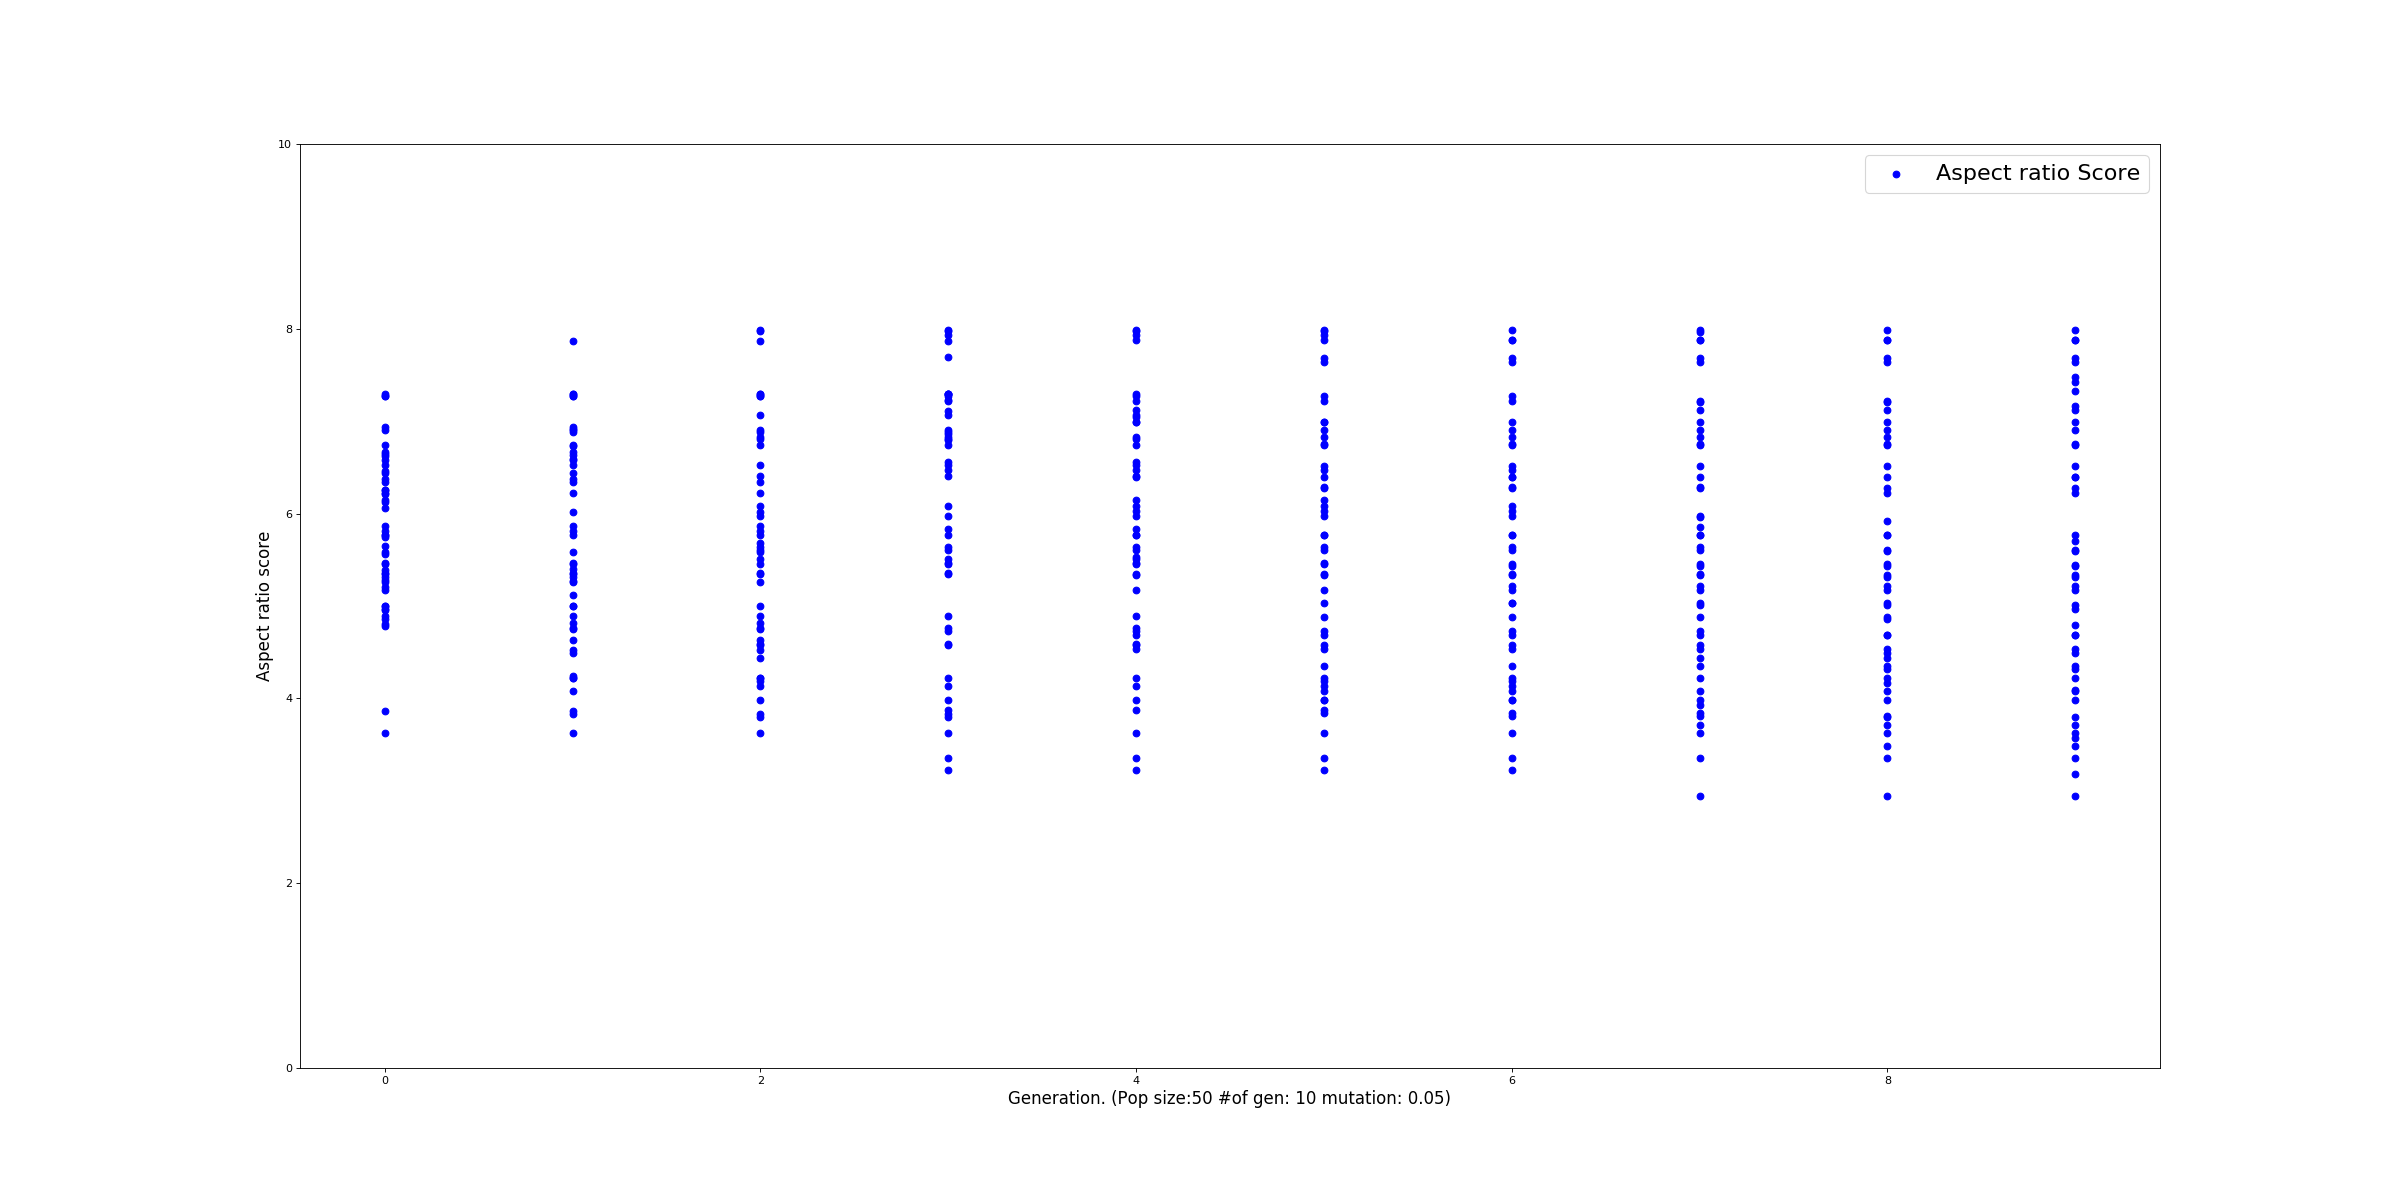 10
Aspect ratio Score
8
6
Aspect ratio score
4
2
0
0 2 4 6 8
Generation. (Pop size:50 #of gen: 10 mutation: 0.05)